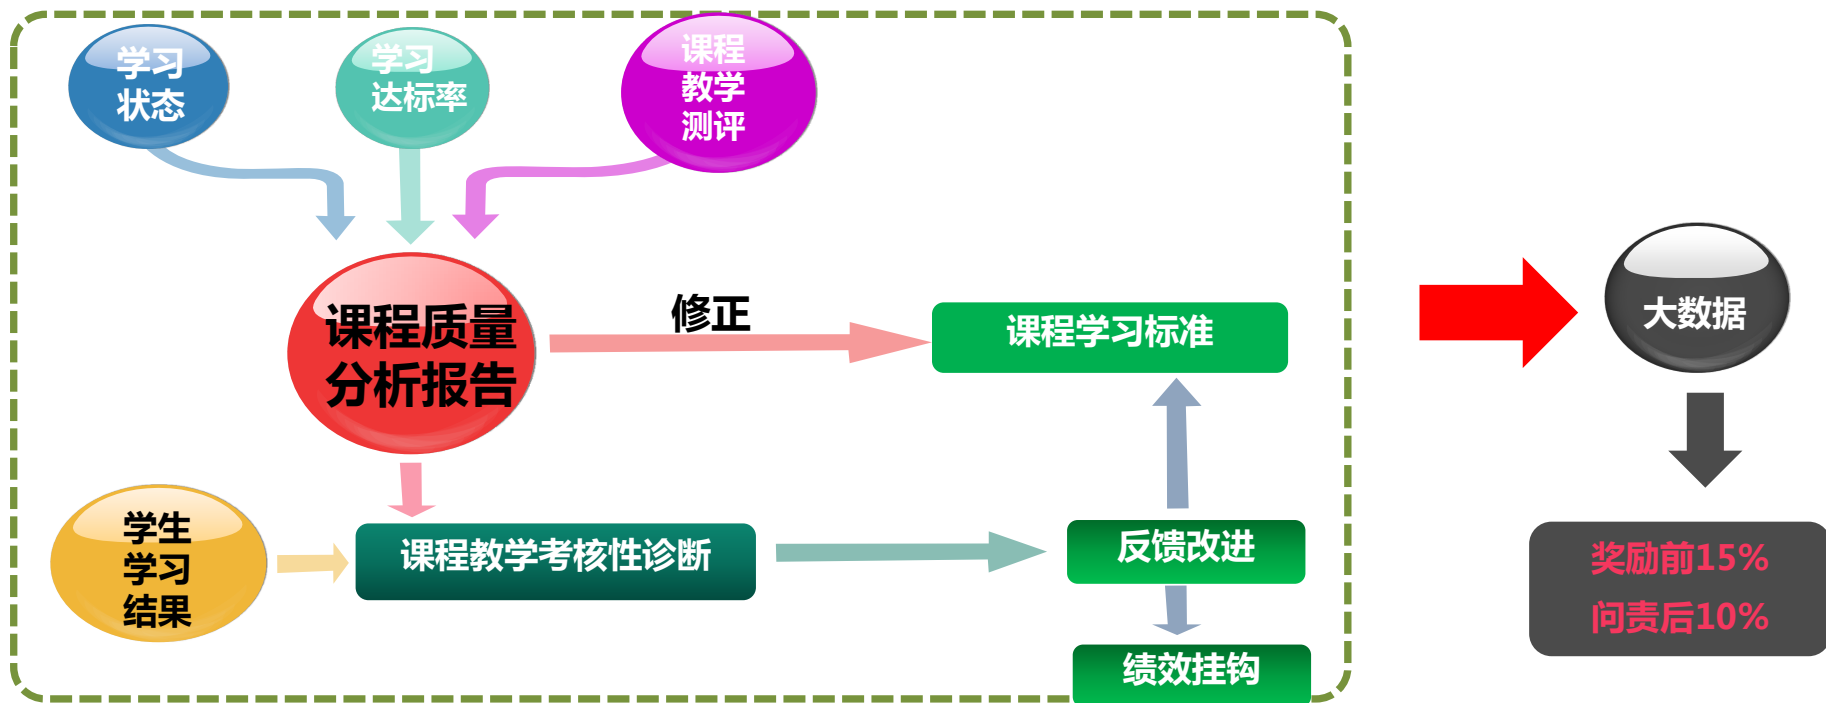 学习
状态
学习
达标率
课程
教学
测评
课程质量
分析报告
修正
课程学习标准
大数据
学生
学习
结果
课程教学考核性诊断
反馈改进
绩效挂钩
奖励前15%
问责后10%